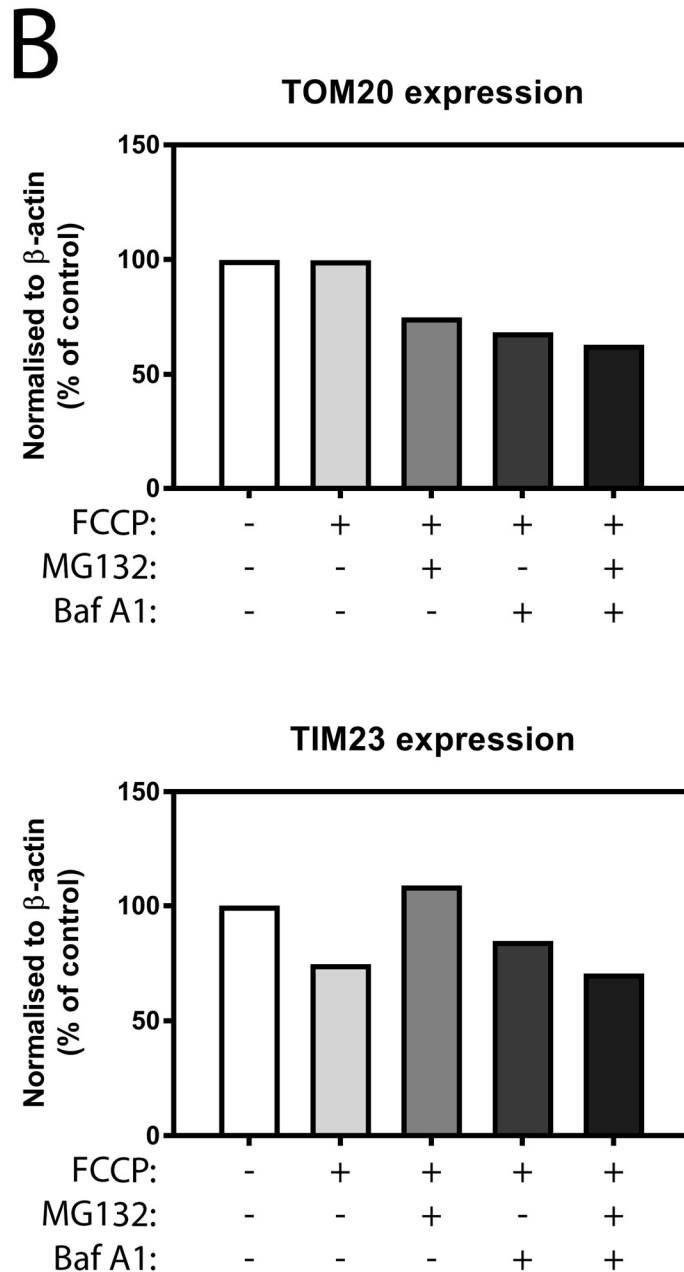 B
TOM20 expression
Normalised to β-actin
(% of control)
150
100
50
0
FCCP: - + + + +
MG132: - - + - +
Baf A1: - - - + +
TIM23 expression
Normalised to β-actin
(% of control)
150
100
50
0
FCCP: - + + + +
MG132: - - + - +
Baf A1: - - - + +